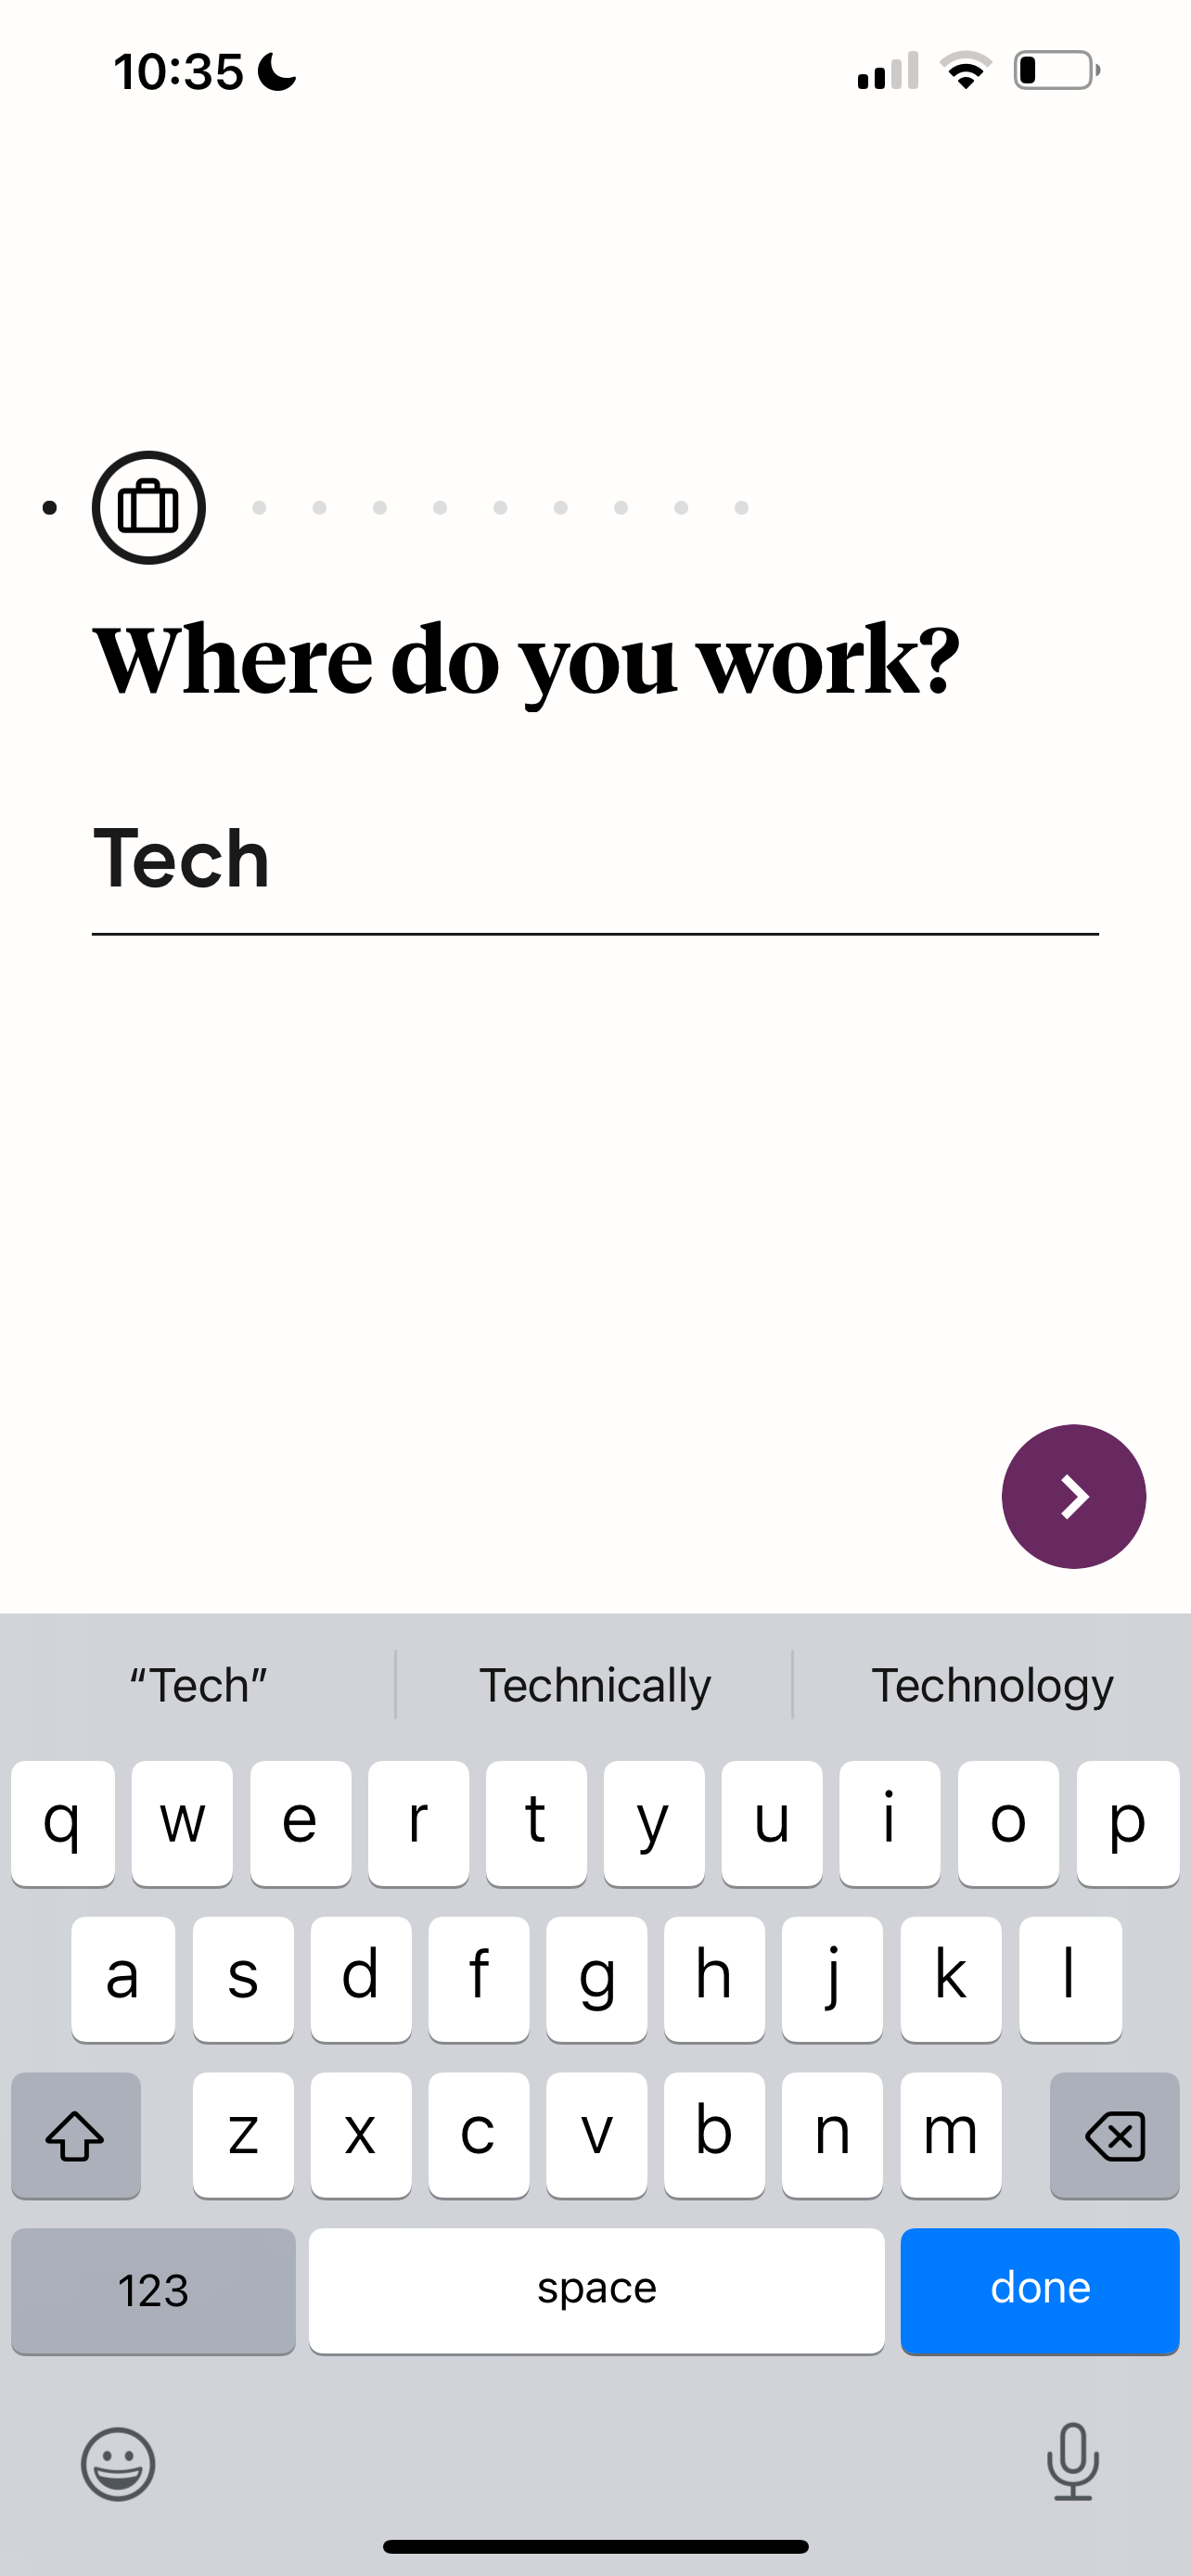 10:35
Where do you work?
Tech
“Tech” Technically Technology
q w e r t y u i o p
a s d f g h j k l
z x c v b n m
123 space done